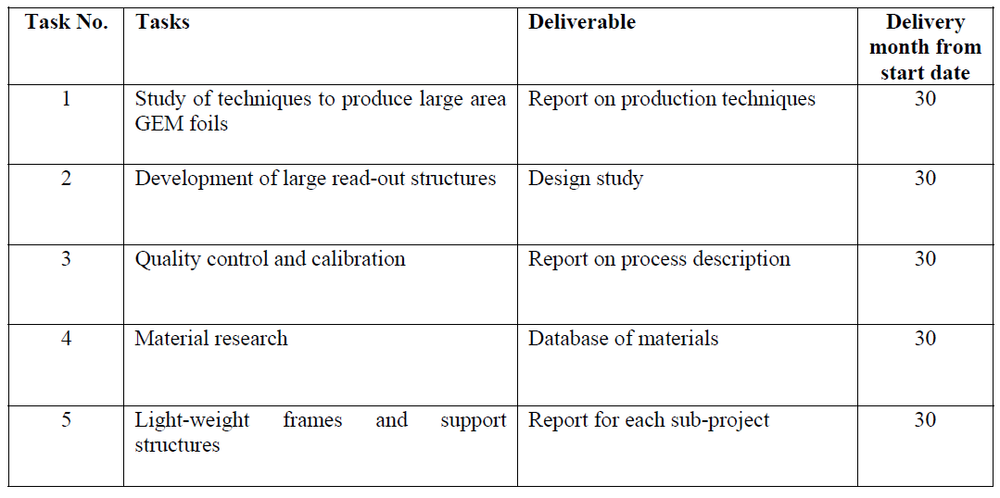 Task No. Tasks Deliverable Delivery
month from
start date
1 Study of techniques to produce large area Report on production techniques 30
GEM foils
2 Development of large read-out structures Design study 30
3 Quality control and calibration Report on process description 30
4 Material research Database of materials 30
5 Light-weight frames and support Report for each sub-project 30
structures